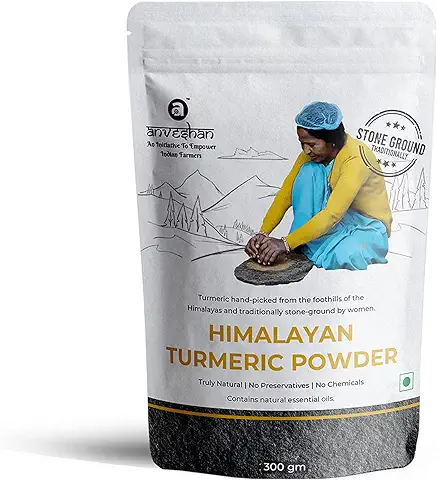 anveshan
An Initiative To Empower
Indian Farmers
STONE GROUND
TRADITIONALLY
Turmeric hand-picked from the foothills of the
Himalayas and traditionally stone-ground by women.
HIMALAYAN
TURMERIC POWDER
Truly Natural | No Preservatives | No Chemicals
Contains natural essential oils.
300 gm